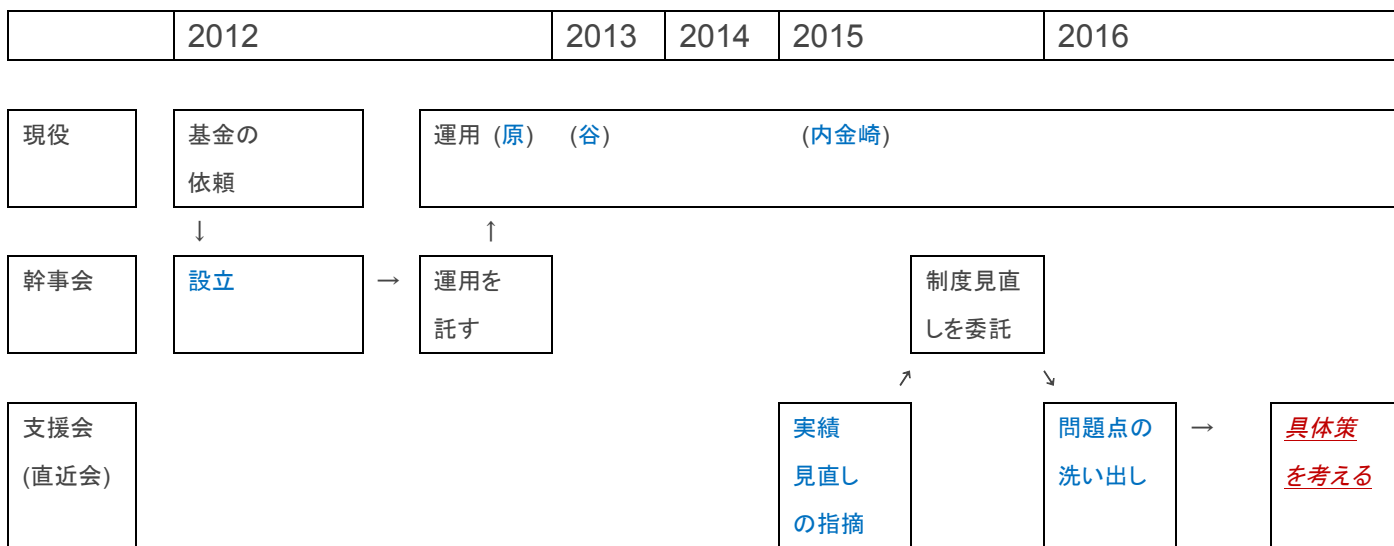 2012 2013 2014 2015 2016
現役 基金の 運用 (原) (谷) (内金崎)
依頼
↓ ↑
幹事会 設立 → 運用を 制度見直
託す しを委託
↗ ↘
支援会 実績 問題点の → 具体策
(直近会) 見直し 洗い出し を考える
の指摘